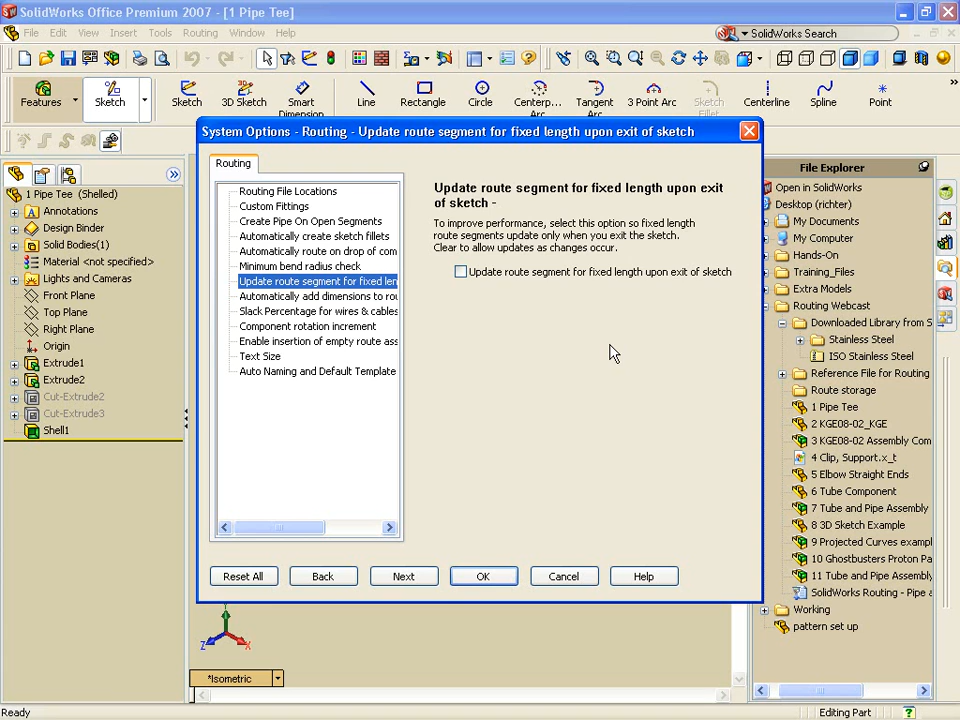 SolidWorks Office Premium 2007 - [1 Pipe Tee]
File Edit View Insert Tools Routing Window Help
SolidWorks Search
Features
Sketch
Sketch
3D Sketch
Smart
Dimension
Line
Rectangle
Circle
Centerp...
Arc
Tangent
Arc
3 Point Arc
Sketch
Fillet
Centerline
Spline
Point
1 Pipe Tee (Shelled)
Annotations
Design Binder
Solid Bodies(1)
Material <not specified>
Lights and Cameras
Front Plane
Top Plane
Right Plane
Origin
Extrude1
Extrude2
Cut-Extrude2
Cut-Extrude3
Shell1
System Options - Routing - Update route segment for fixed length upon exit of sketch
Routing
Routing File Locations
Custom Fittings
Create Pipe On Open Segments
Automatically create sketch fillets
Automatically route on drop of com
Minimum bend radius check
Update route segment for fixed len
Automatically add dimensions to rou
Slack Percentage for wires & cables
Component rotation increment
Enable insertion of empty route ass
Text Size
Auto Naming and Default Template
Update route segment for fixed length upon exit
of sketch -
To improve performance, select this option so fixed length
route segments update only when you exit the sketch.
Clear to allow updates as changes occur.
Update route segment for fixed length upon exit of sketch
Reset All
Back
Next
OK
Cancel
Help
File Explorer
Open in SolidWorks
Desktop (richter)
My Documents
My Computer
Hands-On
Training_Files
Extra Models
Routing Webcast
Downloaded Library from S
Stainless Steel
ISO Stainless Steel
Reference File for Routing
Route storage
1 Pipe Tee
2 KGE08-02_KGE
3 KGE08-02 Assembly Com
4 Clip, Support.x_t
5 Elbow Straight Ends
6 Tube Component
7 Tube and Pipe Assembly
8 3D Sketch Example
9 Projected Curves exampl
10 Ghostbusters Proton Pa
11 Tube and Pipe Assembly
SolidWorks Routing - Pipe a
Working
pattern set up
Z
X
*Isometric
Ready
Editing Part